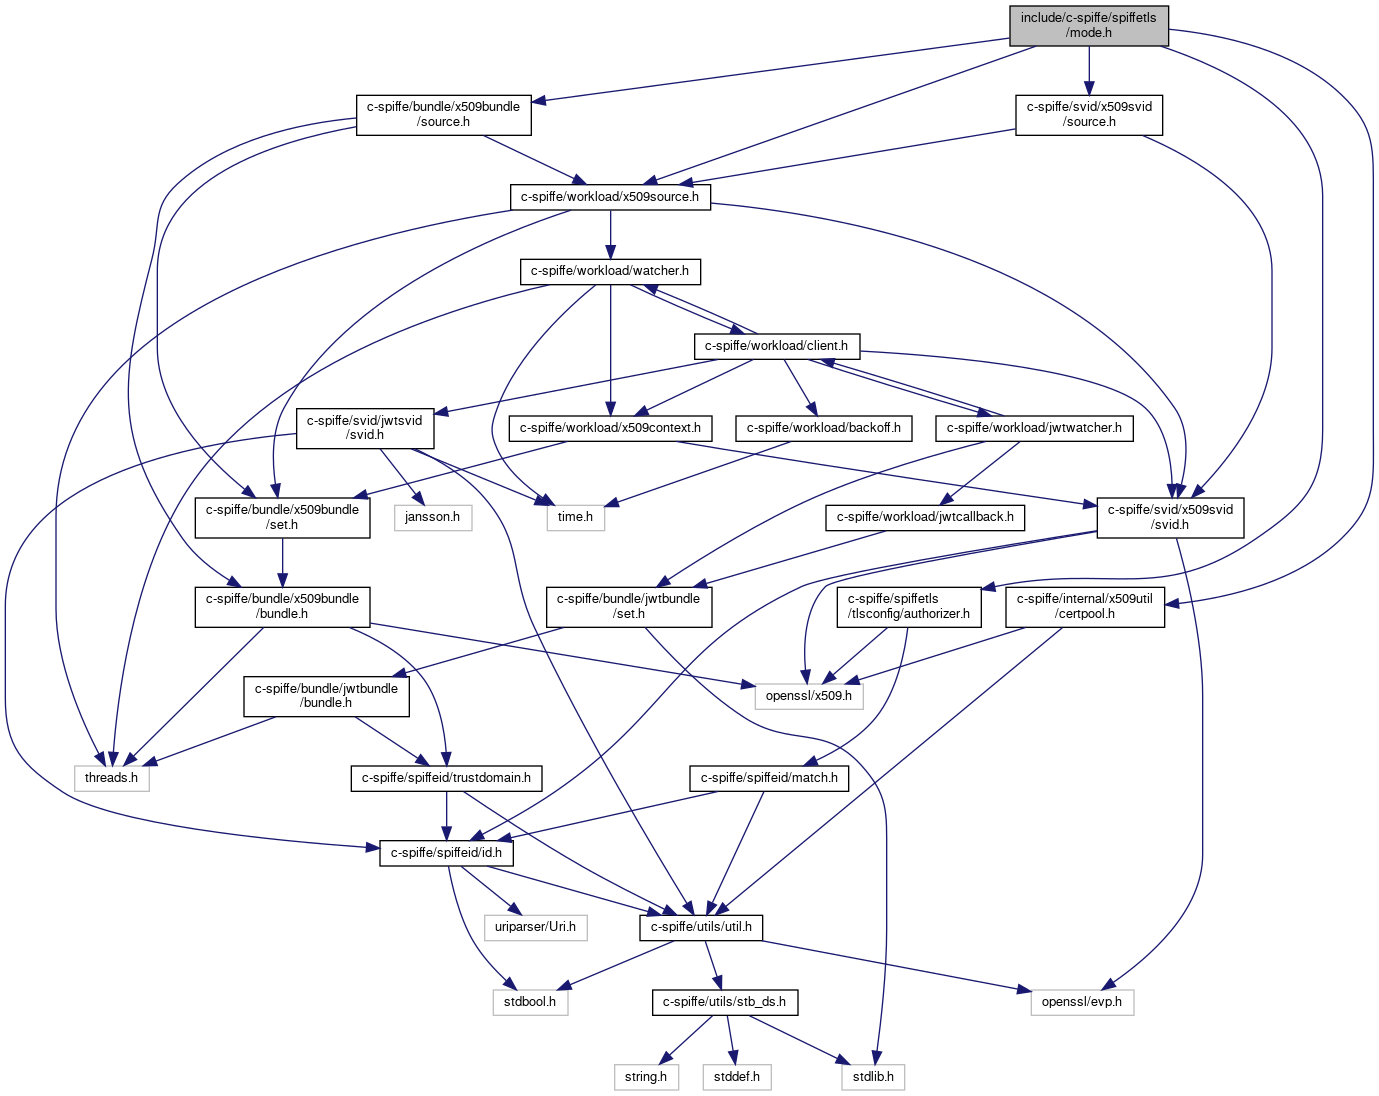 include/c-spiffe/spiffetls
/mode.h
c-spiffe/bundle/x509bundle
/source.h
c-spiffe/svid/x509svid
/source.h
c-spiffe/workload/x509source.h
c-spiffe/workload/watcher.h
c-spiffe/workload/client.h
c-spiffe/svid/jwtsvid
/svid.h
c-spiffe/workload/x509context.h
c-spiffe/workload/backoff.h
c-spiffe/workload/jwtwatcher.h
c-spiffe/bundle/x509bundle
/set.h
jansson.h
time.h
c-spiffe/workload/jwtcallback.h
c-spiffe/svid/x509svid
/svid.h
c-spiffe/bundle/x509bundle
/bundle.h
c-spiffe/bundle/jwtbundle
/set.h
c-spiffe/spiffetls
/tlsconfig/authorizer.h
c-spiffe/internal/x509util
/certpool.h
c-spiffe/bundle/jwtbundle
/bundle.h
openssl/x509.h
threads.h
c-spiffe/spiffeid/trustdomain.h
c-spiffe/spiffeid/match.h
c-spiffe/spiffeid/id.h
uriparser/Uri.h
c-spiffe/utils/util.h
stdbool.h
c-spiffe/utils/stb_ds.h
openssl/evp.h
string.h
stddef.h
stdlib.h